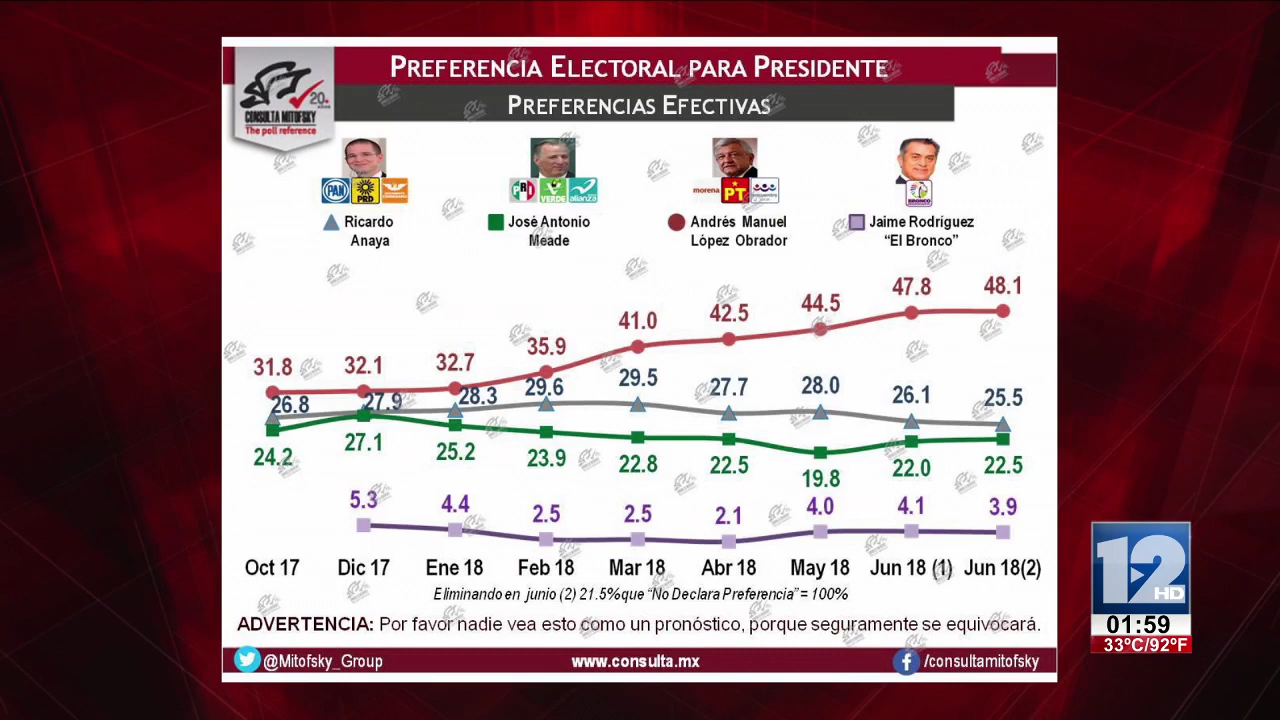 PREFERENCIA ELECTORAL PARA PRESIDENTE
PREFERENCIAS EFECTIVAS
20
CONSULTA MITOFSKY
The poll reference
PAN PRD
PRD VERDE alianza
morena PT
BRONCO
Ricardo Anaya
José Antonio Meade
Andrés Manuel López Obrador
Jaime Rodríguez “El Bronco”
31.8 32.1 32.7 35.9 41.0 42.5 44.5 47.8 48.1
26.8 27.9 28.3 29.6 29.5 27.7 28.0 26.1 25.5
24.2 27.1 25.2 23.9 22.8 22.5 19.8 22.0 22.5
5.3 4.4 2.5 2.5 2.1 4.0 4.1 3.9
Oct 17 Dic 17 Ene 18 Feb 18 Mar 18 Abr 18 May 18 Jun 18 (1) Jun 18(2)
Eliminando en junio (2) 21.5%que “No Declara Preferencia”= 100%
ADVERTENCIA: Por favor nadie vea esto como un pronóstico, porque seguramente se equivocará.
@Mitofsky_Group www.consulta.mx /consultamitofsky
12 HD
01:59
33ºC/92ºF